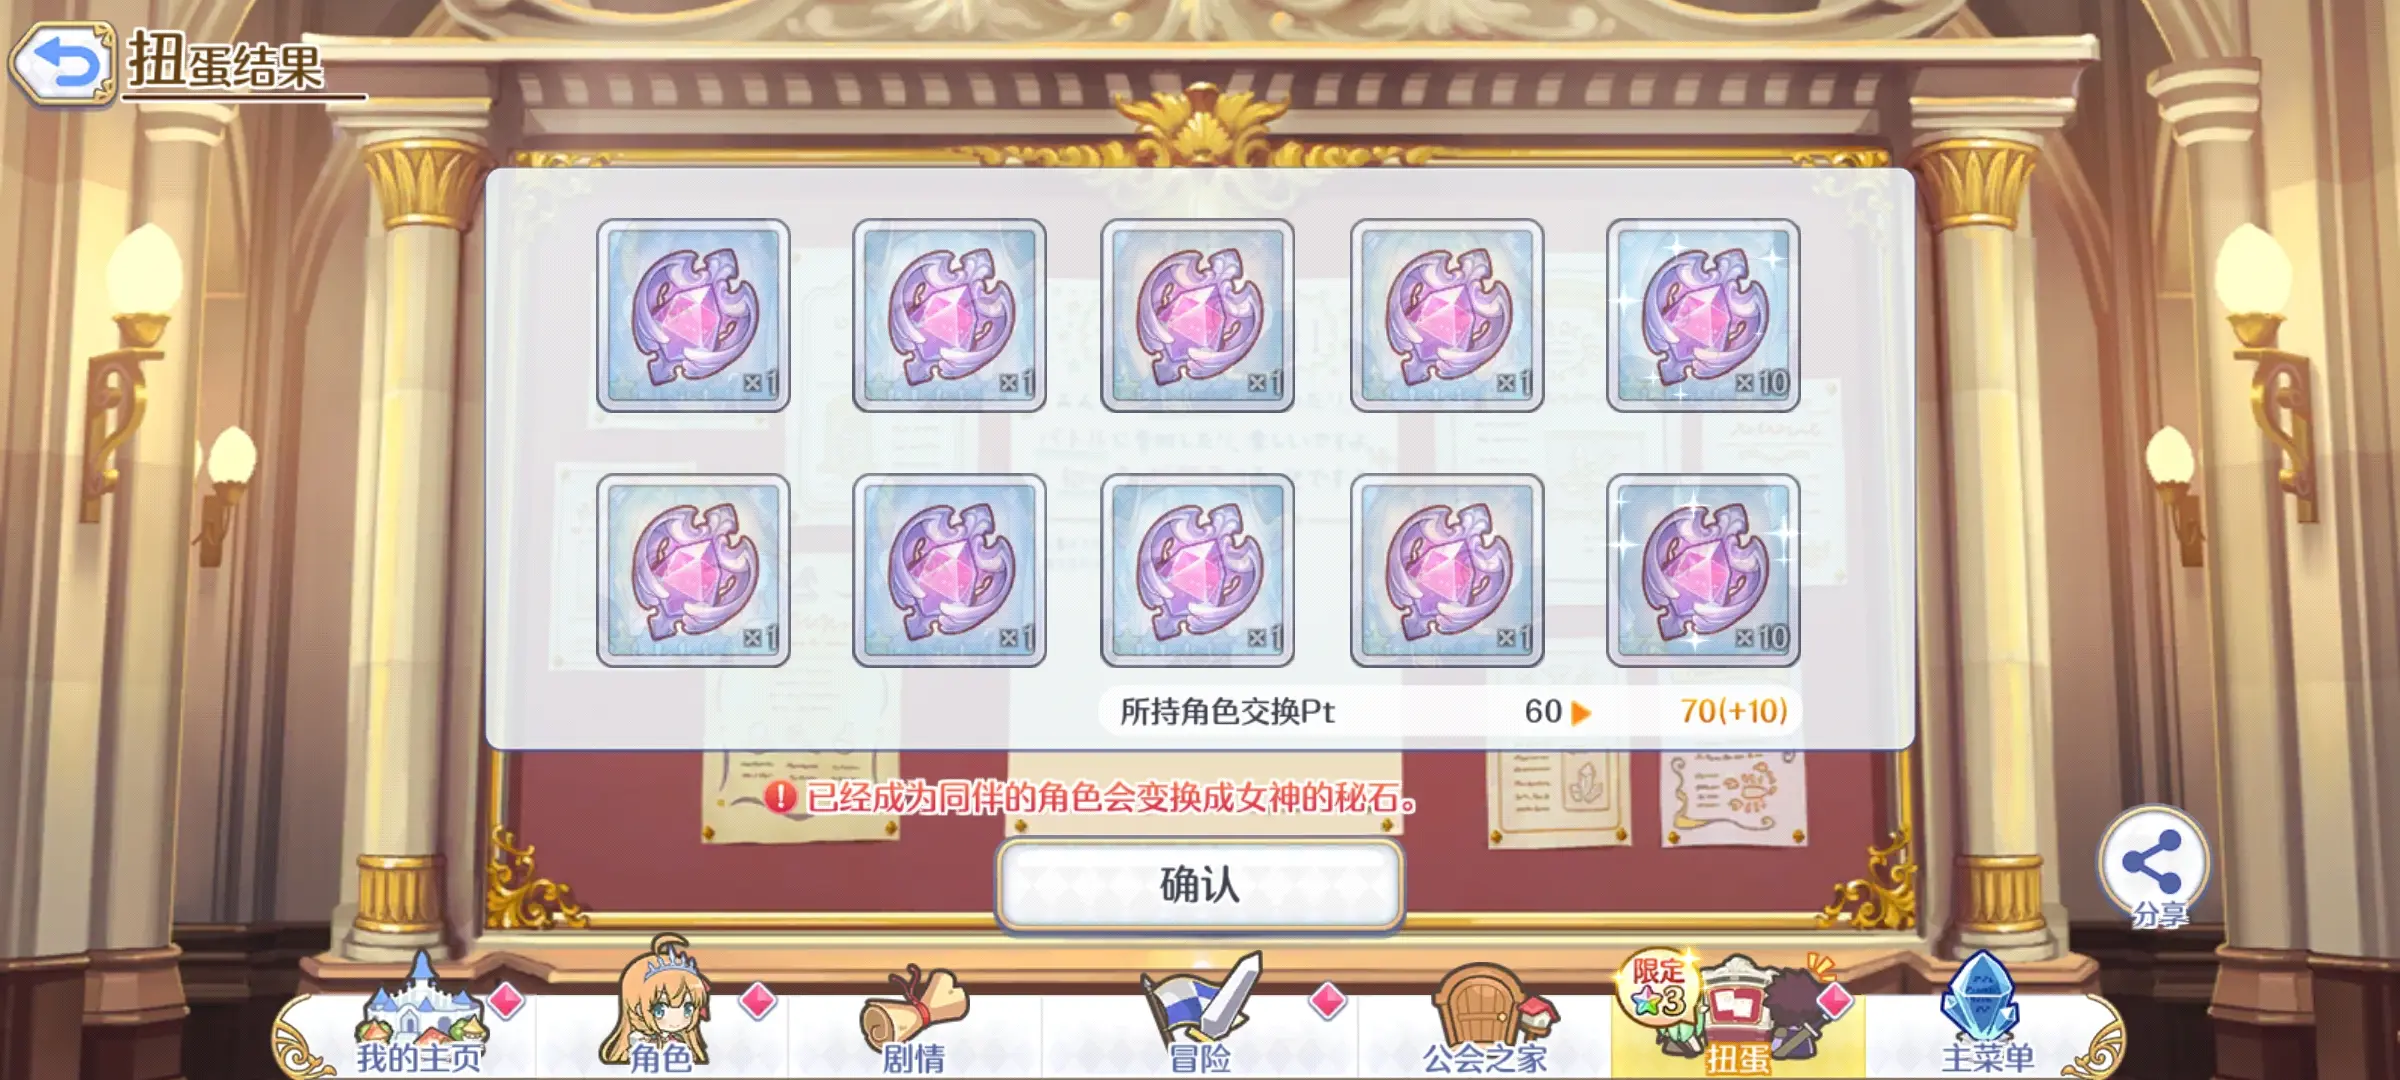 扭蛋结果
×1
×1
×1
×1
×10
×1
×1
×1
×1
×10
所持角色交换Pt 60 ▶ 70(+10)
已经成为同伴的角色会变换成女神的秘石。
确认
分享
限定
3
我的主页
角色
剧情
冒险
公会之家
扭蛋
主菜单